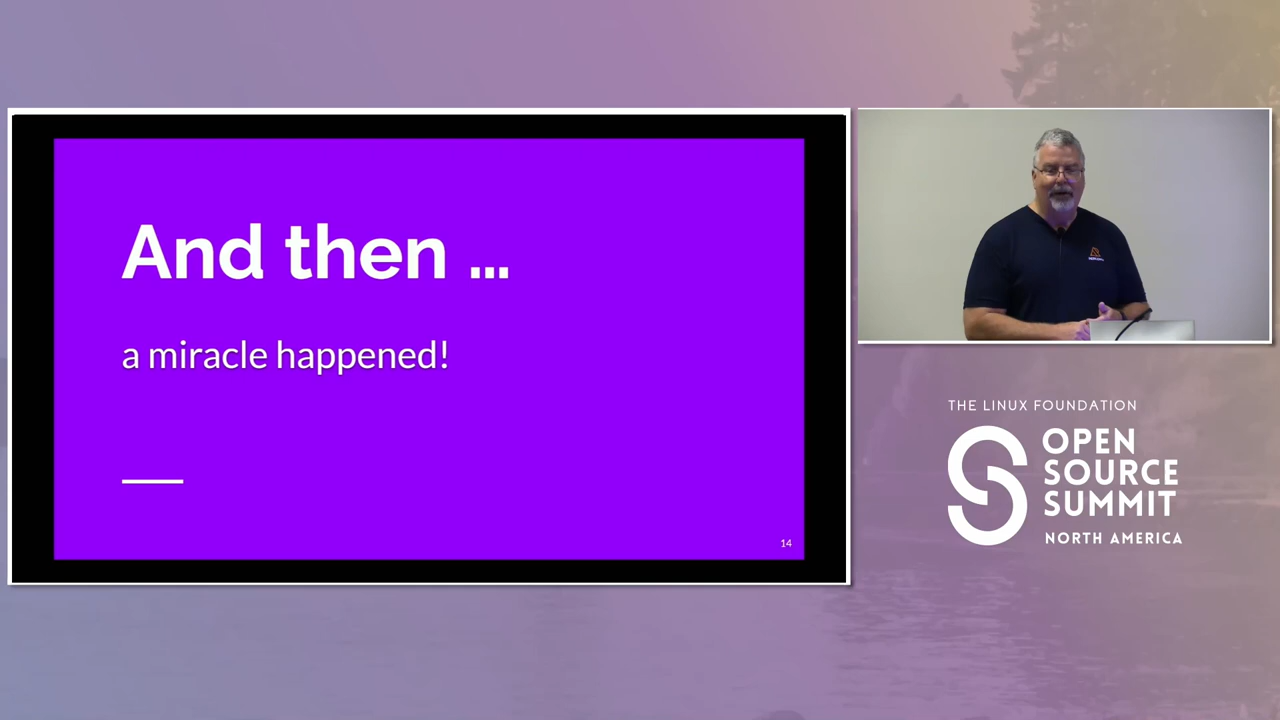 And then ...
a miracle happened!
14
THE LINUX FOUNDATION
OPEN
SOURCE
SUMMIT
NORTH AMERICA